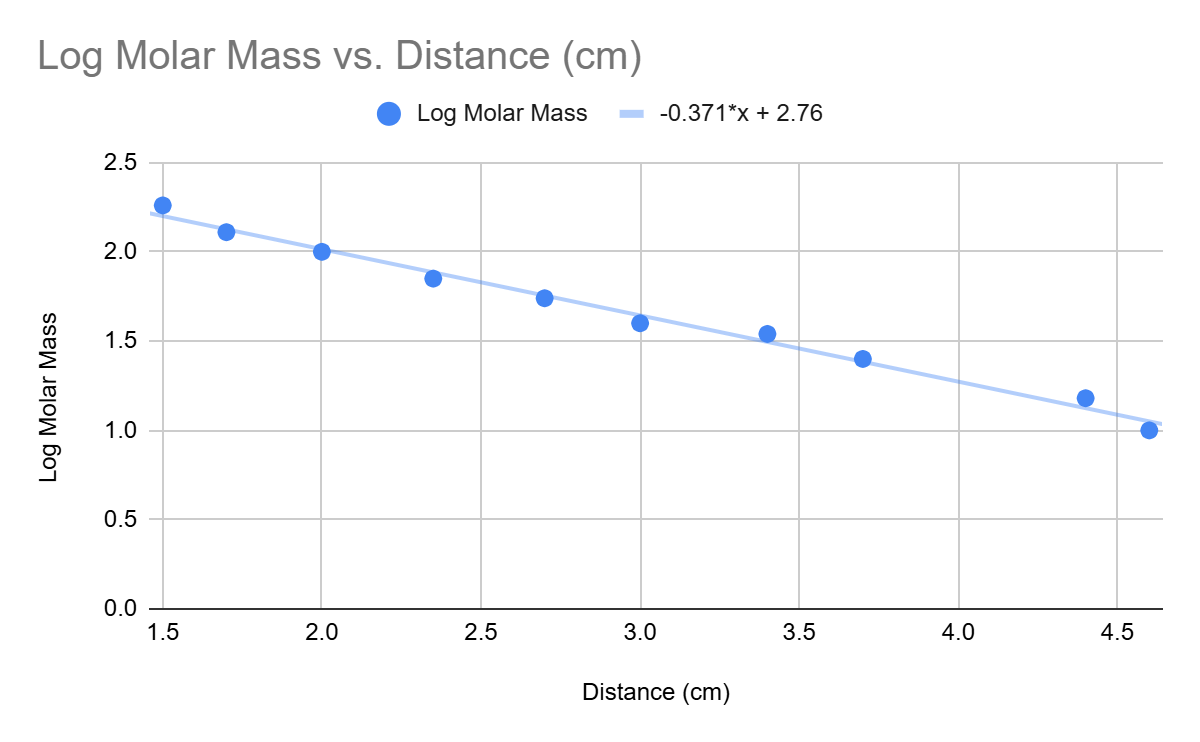 Log Molar Mass vs. Distance (cm)
Log Molar Mass
-0.371*x + 2.76
2.5
2.0
1.5
1.0
0.5
0.0
Log Molar Mass
1.5
2.0
2.5
3.0
3.5
4.0
4.5
Distance (cm)